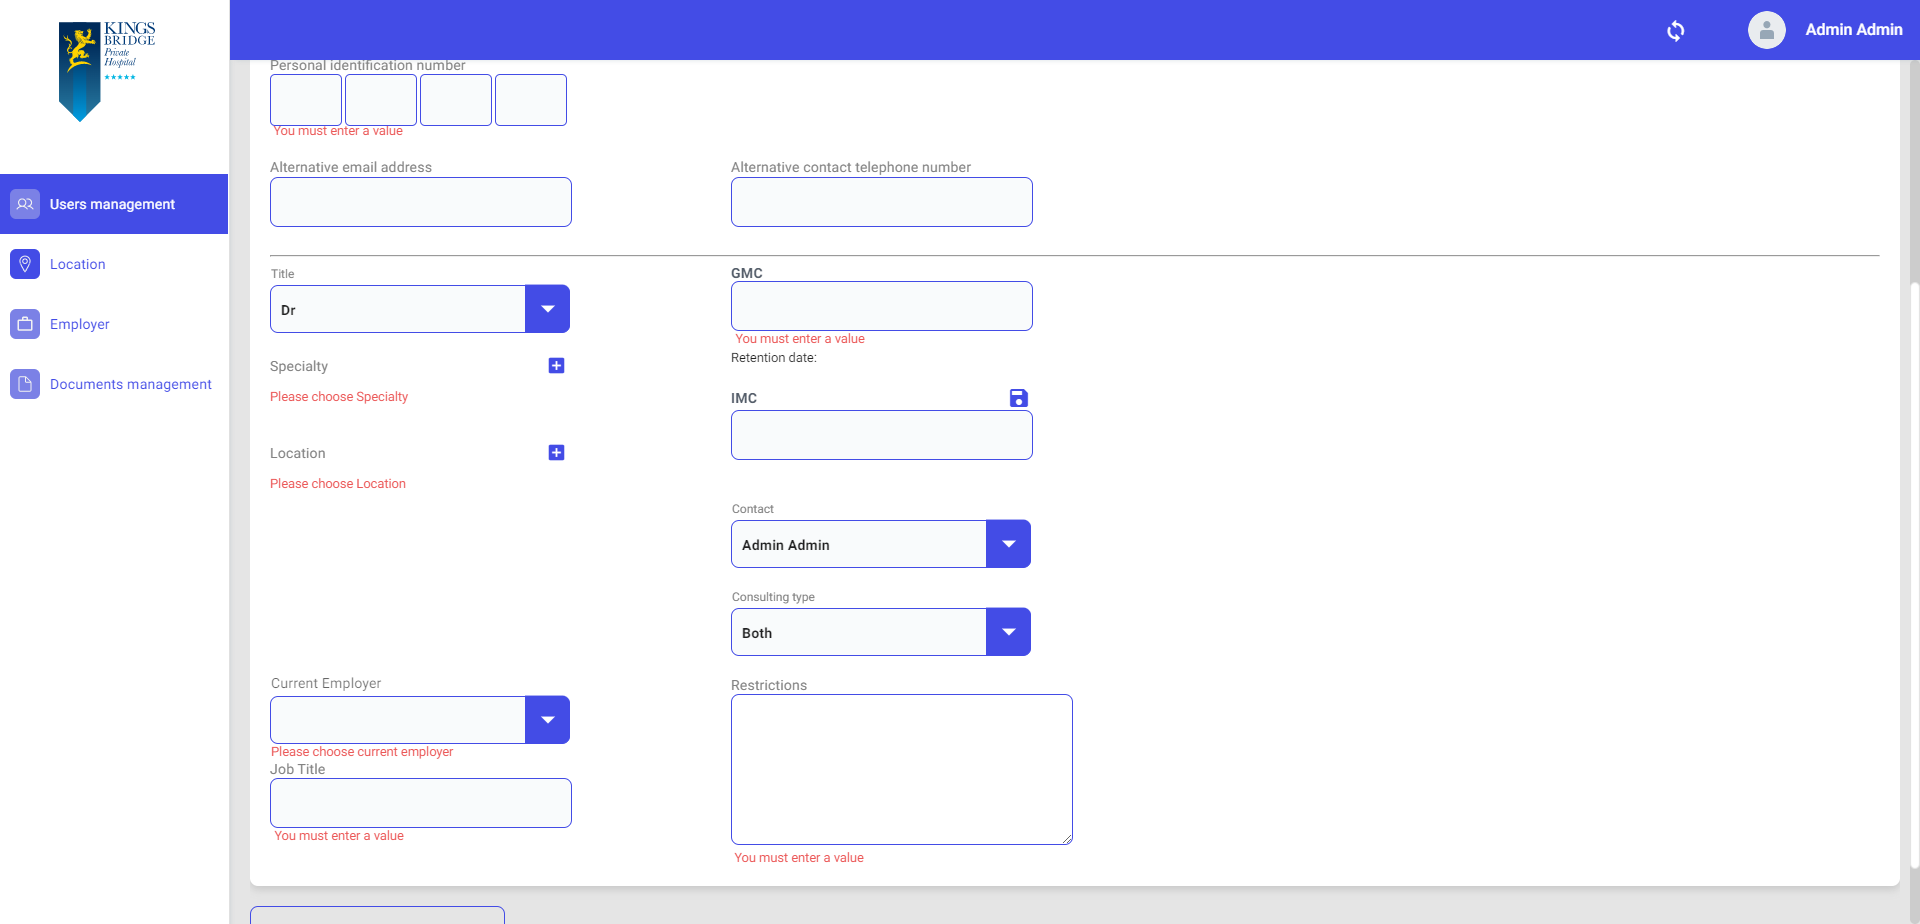 KINGS
BRIDGE
Private
Hospital
Admin Admin
Users management
Location
Employer
Documents management
Personal identification number
You must enter a value
Alternative email address
Alternative contact telephone number
Title
Dr
GMC
You must enter a value
Retention date:
Specialty
Please choose Specialty
IMC
Location
Please choose Location
Contact
Admin Admin
Consulting type
Both
Current Employer
Please choose current employer
Job Title
You must enter a value
Restrictions
You must enter a value